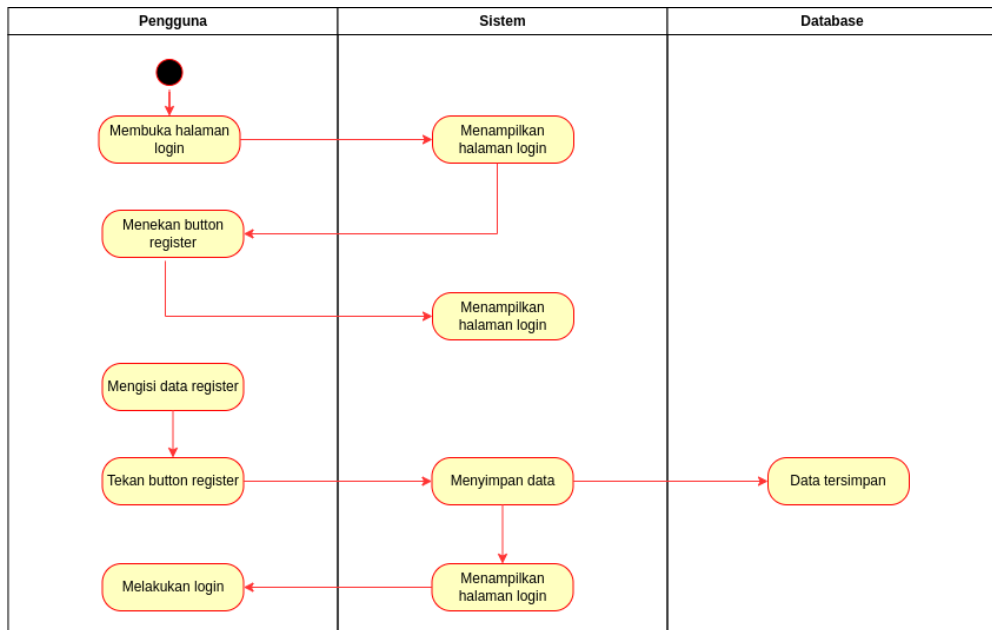 Pengguna
Sistem
Database
Membuka halaman
login
Menampilkan
halaman login
Menekan button
register
Menampilkan
halaman login
Mengisi data register
Tekan button register
Menyimpan data
Data tersimpan
Melakukan login
Menampilkan
halaman login